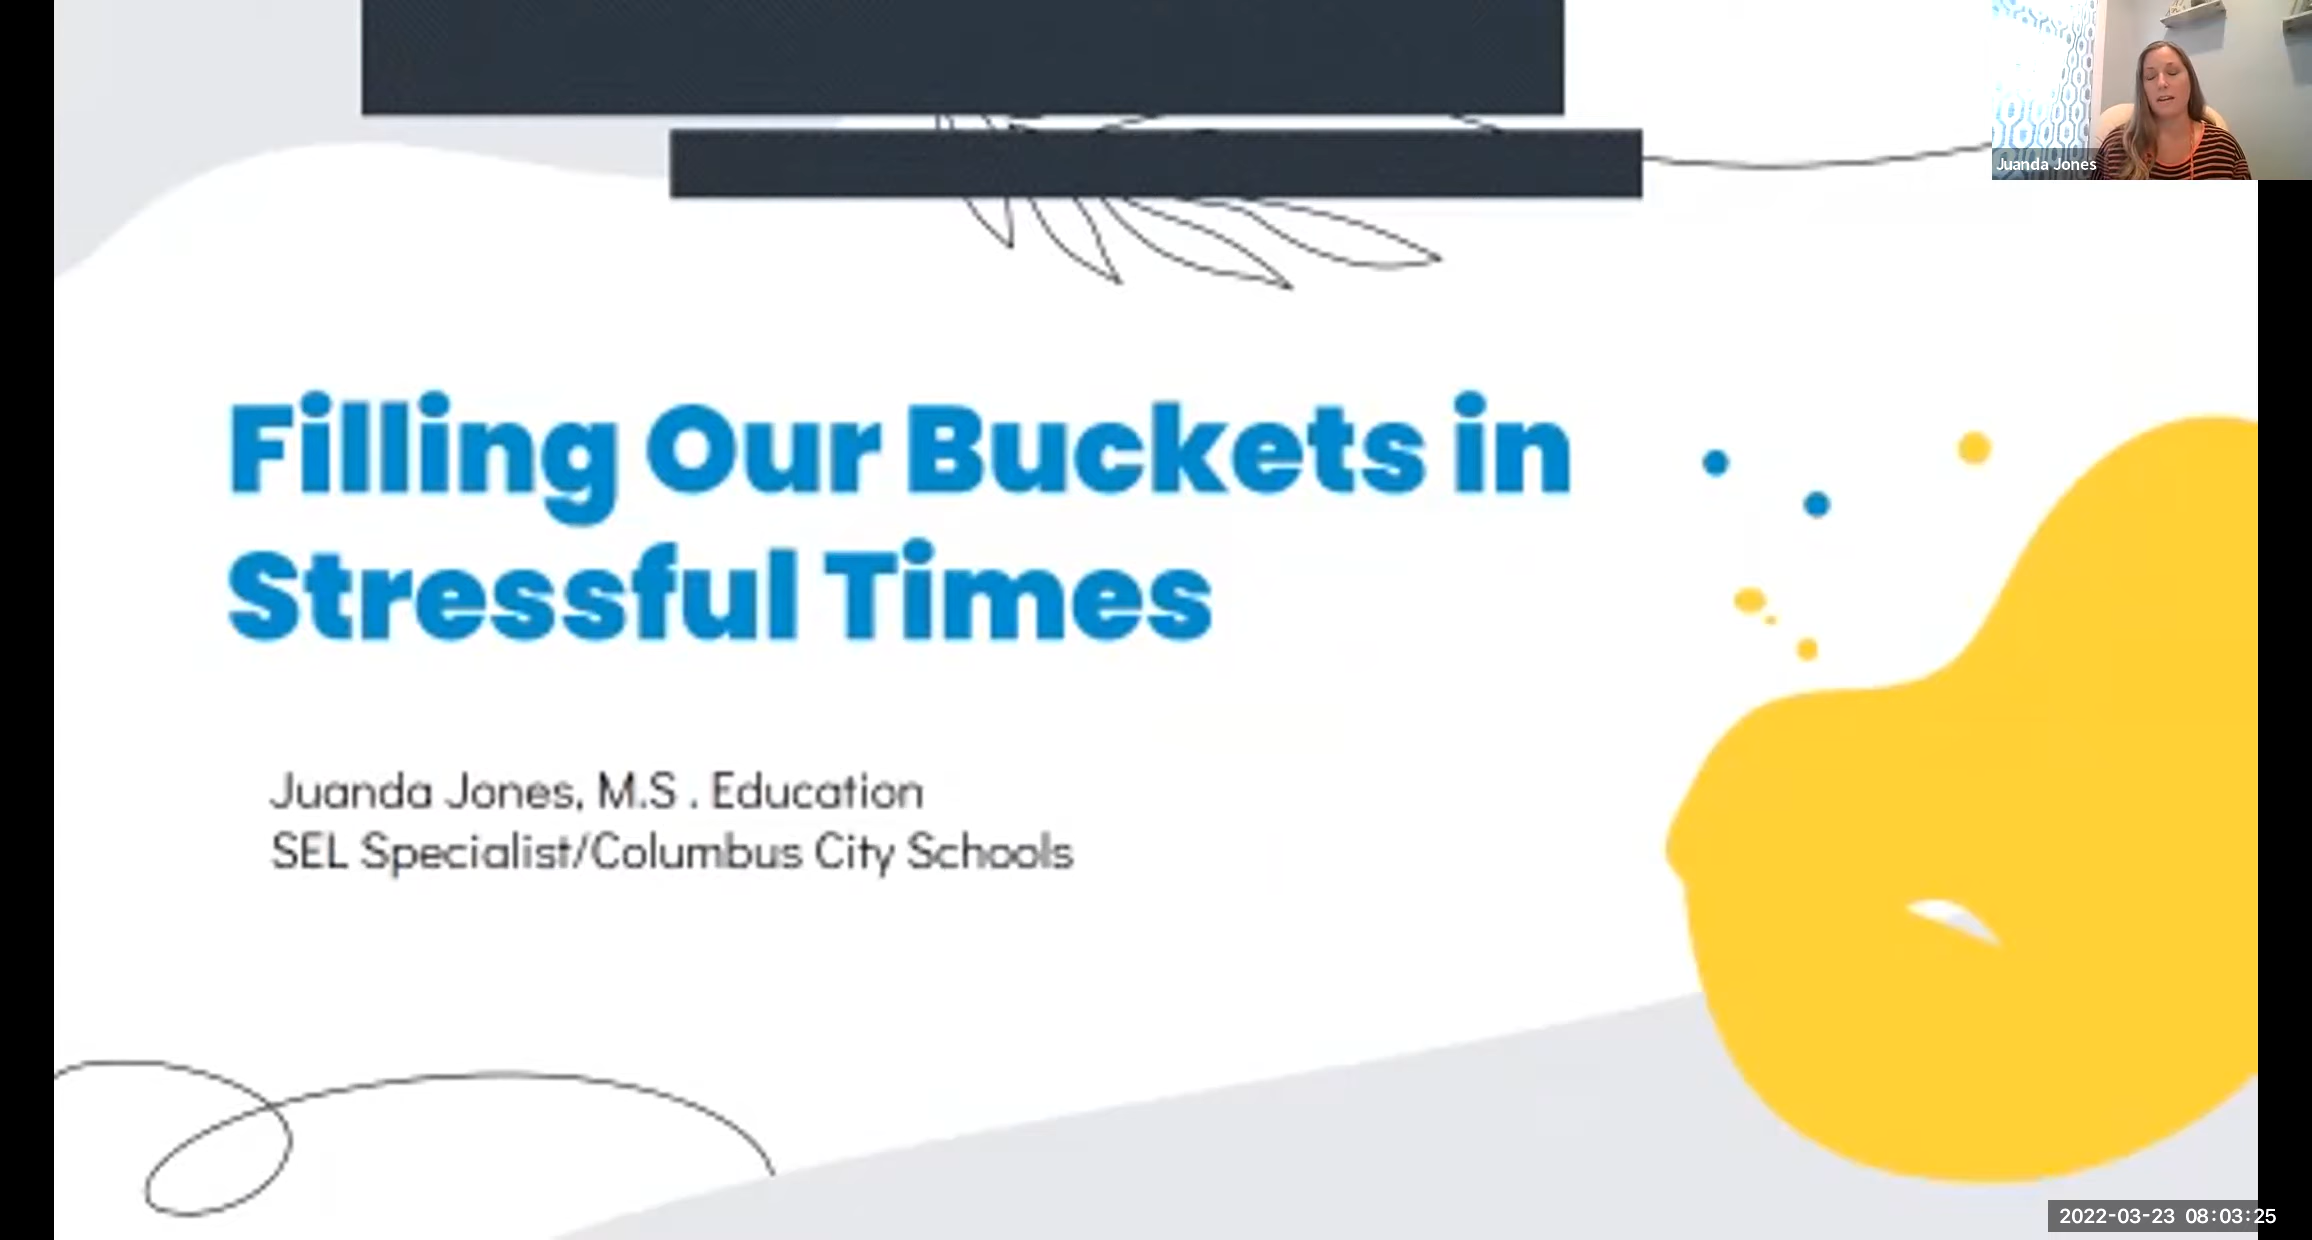 Juanda Jones
Filling Our Buckets in
Stressful Times
Juanda Jones, M.S . Education
SEL Specialist/Columbus City Schools
2022-03-23 08:03:25